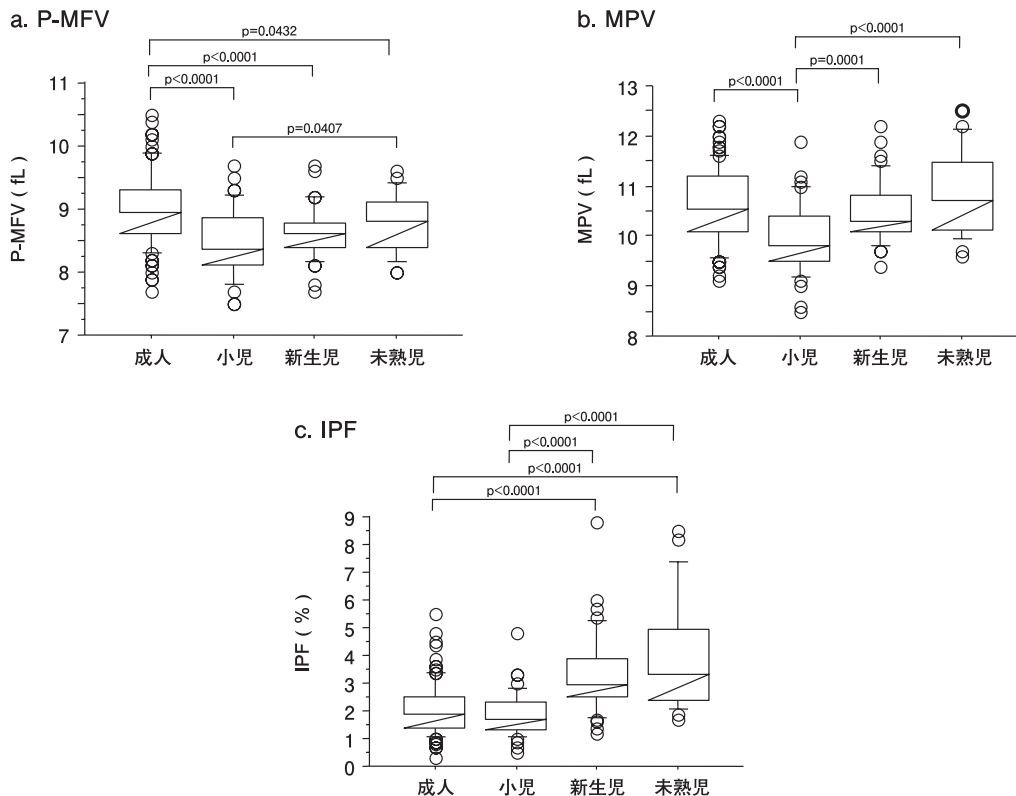 a. P-MFV
p=0.0432
p<0.0001
p<0.0001
p=0.0407
P-MFV ( fL )
11
10
9
8
7
成人 小児 新生児 未熟児
b. MPV
p<0.0001
p=0.0001
p<0.0001
MPV ( fL )
13
12
11
10
9
8
成人 小児 新生児 未熟児
c. IPF
p<0.0001
p<0.0001
p<0.0001
p<0.0001
IPF ( % )
9
8
7
6
5
4
3
2
1
0
成人 小児 新生児 未熟児